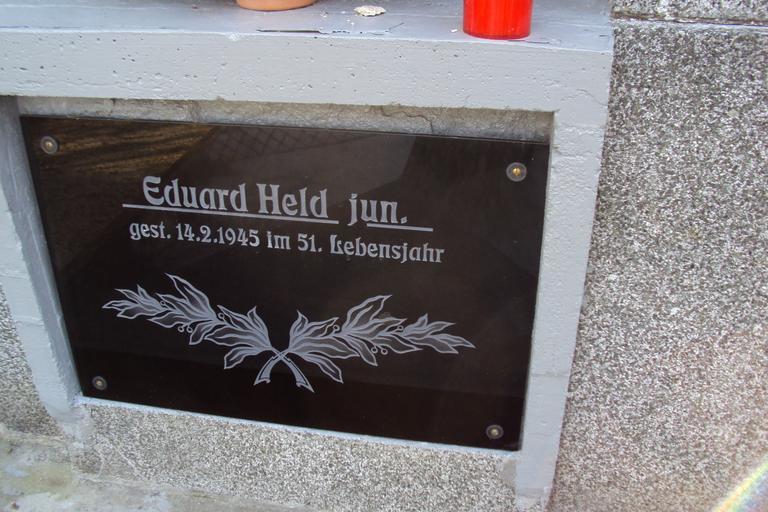 Eduard Held jun.
gest. 14.2.1945 im 51. Lebensjahr